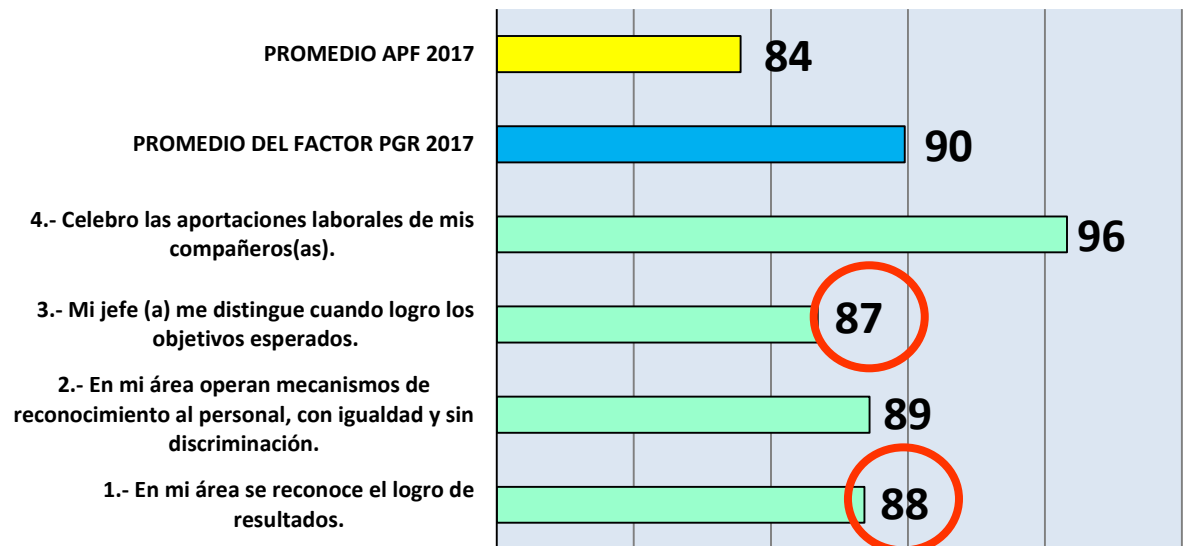 PROMEDIO APF 2017
84
PROMEDIO DEL FACTOR PGR 2017
90
4.- Celebro las aportaciones laborales de mis
compañeros(as).
96
3.- Mi jefe (a) me distingue cuando logro los
objetivos esperados.
87
2.- En mi área operan mecanismos de
reconocimiento al personal, con igualdad y sin
discriminación.
89
1.- En mi área se reconoce el logro de
resultados.
88